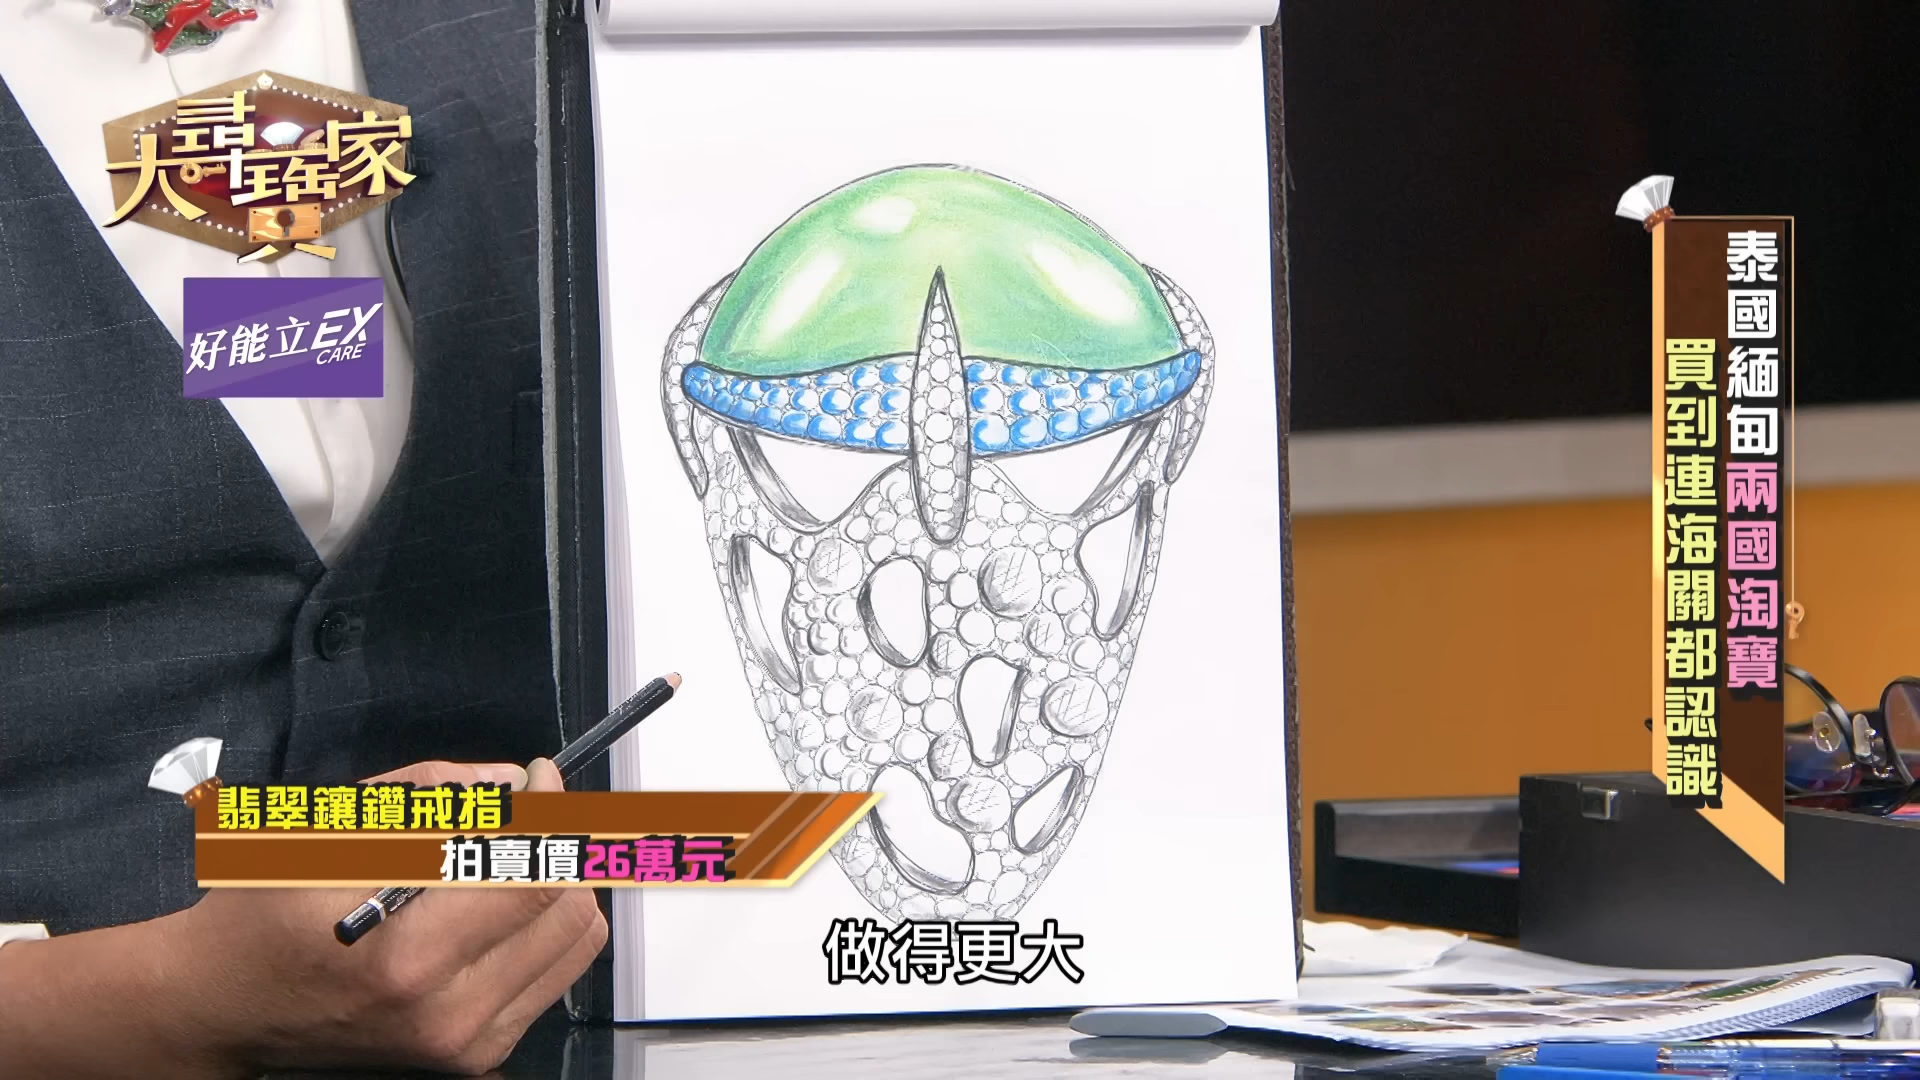 大尋寶家
好能立EX
CARE
泰國緬甸兩國淘寶
買到連海關都認識
翡翠鑲鑽戒指
拍賣價26萬元
做得更大